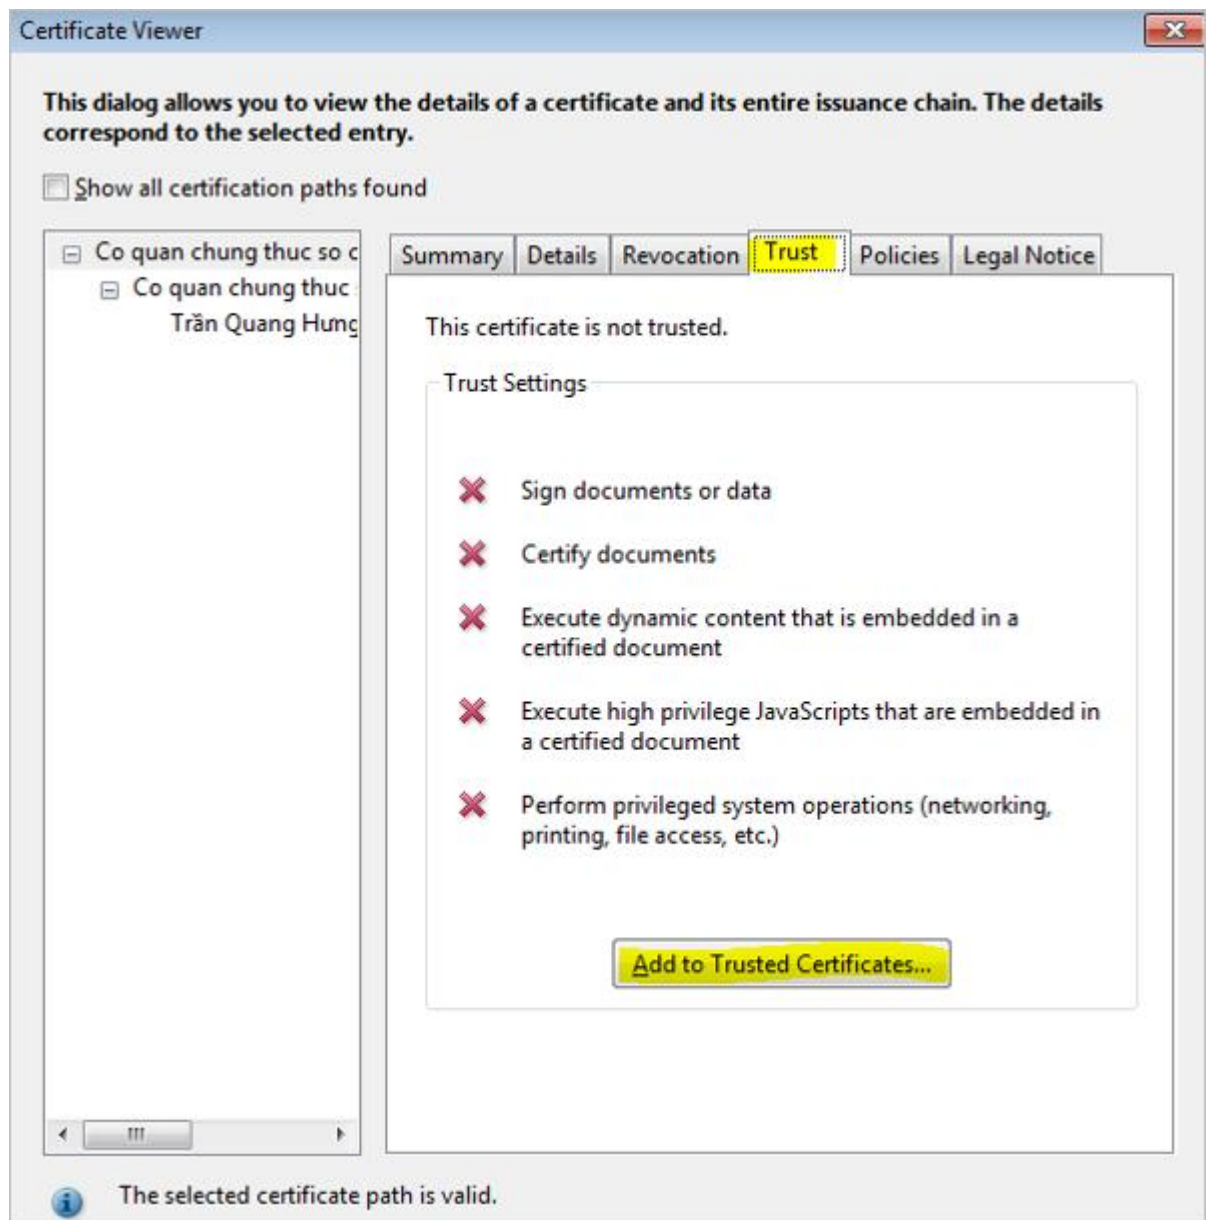 Certificate Viewer
This dialog allows you to view the details of a certificate and its entire issuance chain. The details
correspond to the selected entry.
Show all certification paths found
Co quan chung thuc so c
Co quan chung thuc
Trần Quang Hưng
Summary Details Revocation Trust Policies Legal Notice
This certificate is not trusted.
Trust Settings
Sign documents or data
Certify documents
Execute dynamic content that is embedded in a
certified document
Execute high privilege JavaScripts that are embedded in
a certified document
Perform privileged system operations (networking,
printing, file access, etc.)
Add to Trusted Certificates...
The selected certificate path is valid.